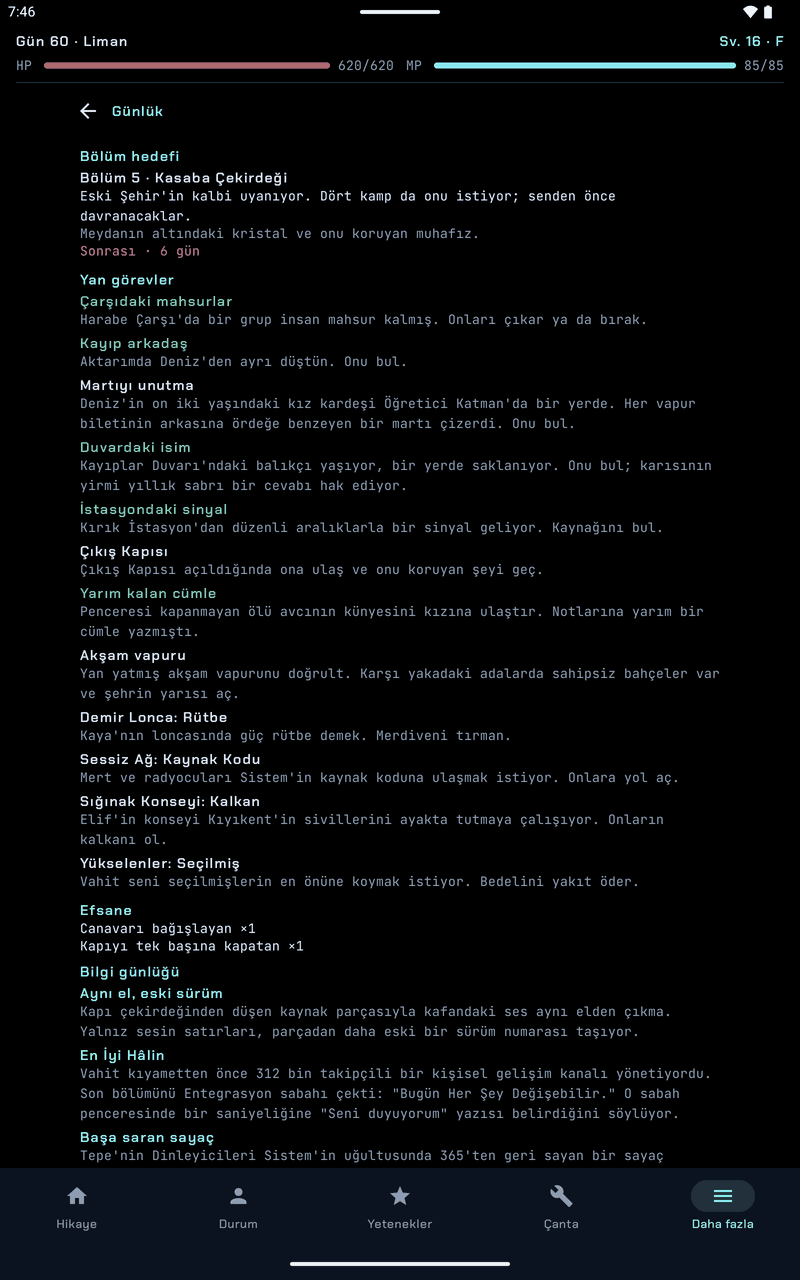 7:46
Gün 60 · Liman
Sv. 16 · F
HP 620/620 MP 85/85
Günlük
Bölüm hedefi
Bölüm 5 · Kasaba Çekirdeği
Eski Şehir'in kalbi uyanıyor. Dört kamp da onu istiyor; senden önce
davranacaklar.
Meydanın altındaki kristal ve onu koruyan muhafız.
Sonrası · 6 gün
Yan görevler
Çarşıdaki mahsurlar
Harabe Çarşı'da bir grup insan mahsur kalmış. Onları çıkar ya da bırak.
Kayıp arkadaş
Aktarımda Deniz'den ayrı düştün. Onu bul.
Martıyı unutma
Deniz'in on iki yaşındaki kız kardeşi Öğretici Katman'da bir yerde. Her vapur
biletinin arkasına ördeğe benzeyen bir martı çizerdi. Onu bul.
Duvardaki isim
Kayıplar Duvarı'ndaki balıkçı yaşıyor, bir yerde saklanıyor. Onu bul; karısının
yirmi yıllık sabrı bir cevabı hak ediyor.
İstasyondaki sinyal
Kırık İstasyon'dan düzenli aralıklarla bir sinyal geliyor. Kaynağını bul.
Çıkış Kapısı
Çıkış Kapısı açıldığında ona ulaş ve onu koruyan şeyi geç.
Yarım kalan cümle
Penceresi kapanmayan ölü avcının künyesini kızına ulaştır. Notlarına yarım bir
cümle yazmıştı.
Akşam vapuru
Yan yatmış akşam vapurunu doğrult. Karşı yakadaki adalarda sahipsiz bahçeler var
ve şehrin yarısı aç.
Demir Lonca: Rütbe
Kaya'nın loncasında güç rütbe demek. Merdiveni tırman.
Sessiz Ağ: Kaynak Kodu
Mert ve radyocuları Sistem'in kaynak koduna ulaşmak istiyor. Onlara yol aç.
Sığınak Konseyi: Kalkan
Elif'in konseyi Kıyıkent'in sivillerini ayakta tutmaya çalışıyor. Onların
kalkanı ol.
Yükselenler: Seçilmiş
Vahit seni seçilmişlerin en önüne koymak istiyor. Bedelini yakıt öder.
Efsane
Canavarı bağışlayan ×1
Kapıyı tek başına kapatan ×1
Bilgi günlüğü
Aynı el, eski sürüm
Kapı çekirdeğinden düşen kaynak parçasıyla kafandaki ses aynı elden çıkma.
Yalnız sesin satırları, parçadan daha eski bir sürüm numarası taşıyor.
En İyi Hâlin
Vahit kıyametten önce 312 bin takipçili bir kişisel gelişim kanalı yönetiyordu.
Son bölümünü Entegrasyon sabahı çekti: "Bugün Her Şey Değişebilir." O sabah
penceresinde bir saniyeliğine "Seni duyuyorum" yazısı belirdiğini söylüyor.
Başa saran sayaç
Tepe'nin Dinleyicileri Sistem'in uğultusunda 365'ten geri sayan bir sayaç
Hikaye
Durum
Yetenekler
Çanta
Daha fazla